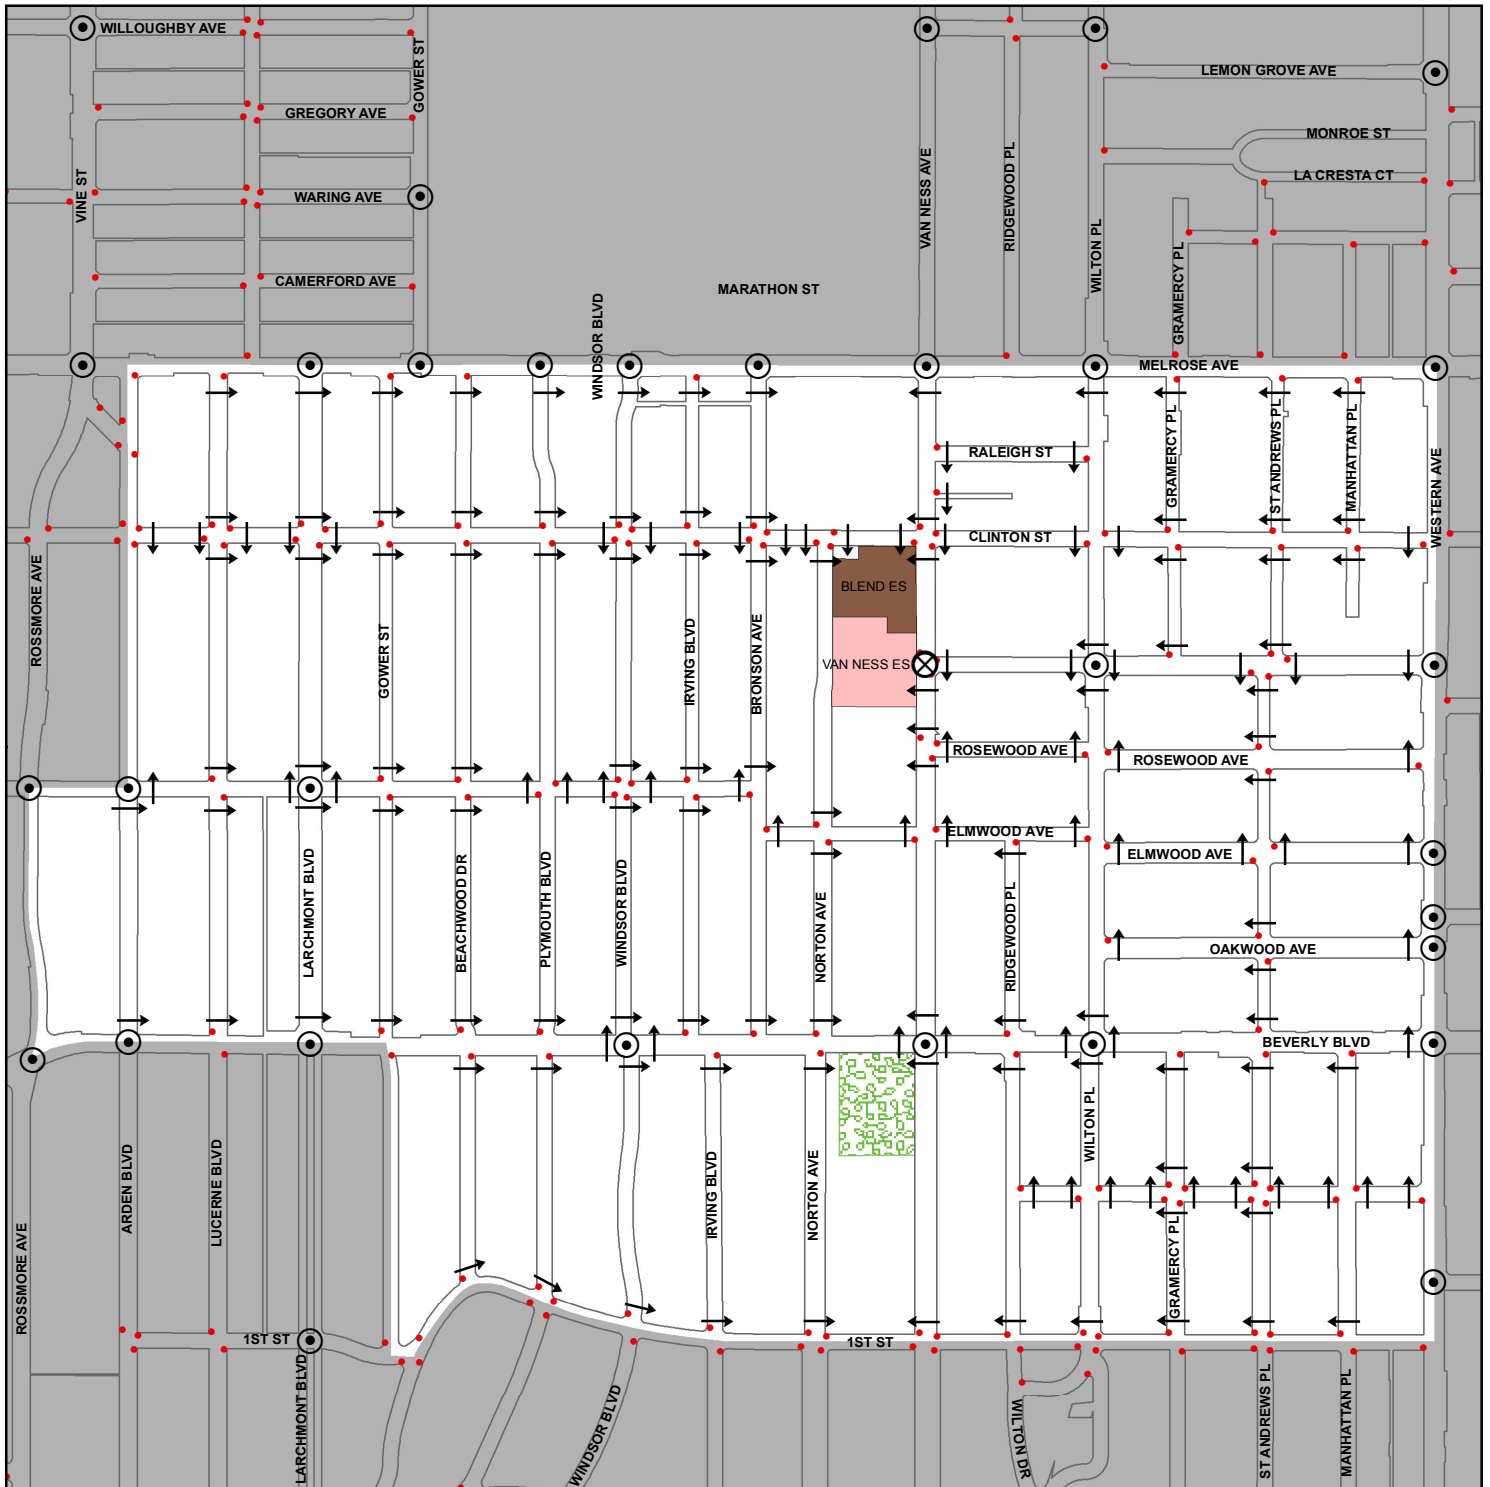 WILLOUGHBY AVE
GOWER ST
LEMON GROVE AVE
GREGORY AVE
MONROE ST
VINE ST
WARING AVE
VAN NESS AVE
RIDGEWOOD PL
LA CRESTA CT
WILTON PL
GRAMERCY PL
CAMERFORD AVE
MARATHON ST
WINDSOR BLVD
MELROSE AVE
GRAMERCY PL
ST ANDREWS PL
MANHATTAN PL
RALEIGH ST
WESTERN AVE
CLINTON ST
ROSSMORE AVE
BLEND ES
GOWER ST
IRVING BLVD
BRONSON AVE
VAN NESS ES
ROSEWOOD AVE
ROSEWOOD AVE
ELMWOOD AVE
ELMWOOD AVE
LARCHMONT BLVD
BEACHWOOD DR
PLYMOUTH BLVD
WINDSOR BLVD
NORTON AVE
RIDGEWOOD PL
OAKWOOD AVE
BEVERLY BLVD
WILTON PL
ARDEN BLVD
LUCERNE BLVD
IRVING BLVD
NORTON AVE
GRAMERCY PL
ROSSMORE AVE
1ST ST
1ST ST
LARCHMONT BLVD
WINDSOR BLVD
WILTON DR
ST ANDREWS PL
MANHATTAN PL